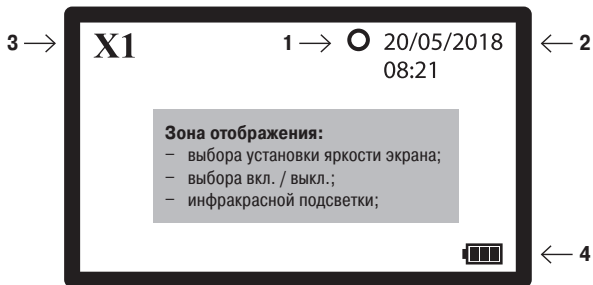 3 X1 1 20/05/2018 2
08:21
Зона отображения:
– выбора установки яркости экрана;
– выбора вкл. / выкл.;
– инфракрасной подсветки;
4